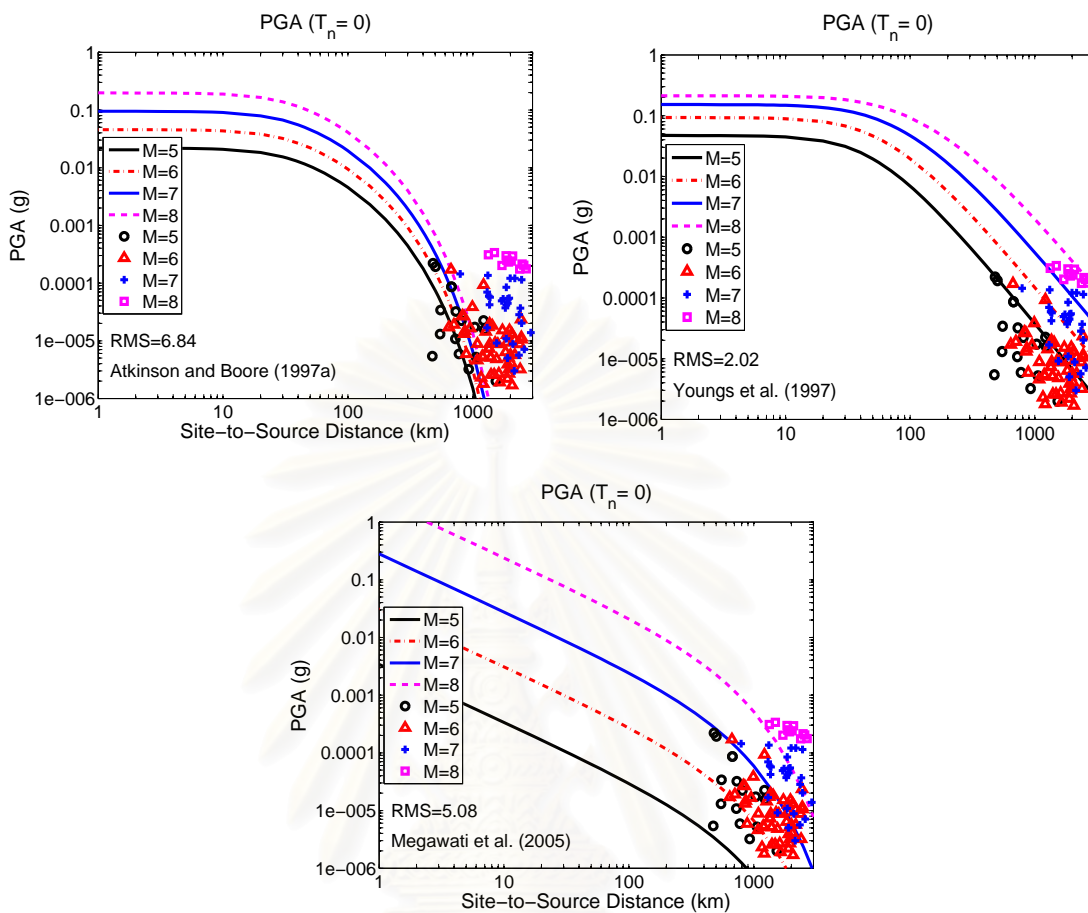 PGA (T_n= 0)
PGA (g)
1
0.1
0.01
0.001
0.0001
1e−005
1e−006
M=5
M=6
M=7
M=8
M=5
M=6
M=7
M=8
RMS=6.84
Atkinson and Boore (1997a)
1 10 100 1000
Site−to−Source Distance (km)
PGA (T_n= 0)
PGA (g)
1
0.1
0.01
0.001
0.0001
1e−005
1e−006
M=5
M=6
M=7
M=8
M=5
M=6
M=7
M=8
RMS=2.02
Youngs et al. (1997)
1 10 100 1000
PGA (T_n= 0)
PGA (g)
1
0.1
0.01
0.001
0.0001
1e−005
1e−006
M=5
M=6
M=7
M=8
M=5
M=6
M=7
M=8
RMS=5.08
Megawati et al. (2005)
1 10 100 1000
Site−to−Source Distance (km)